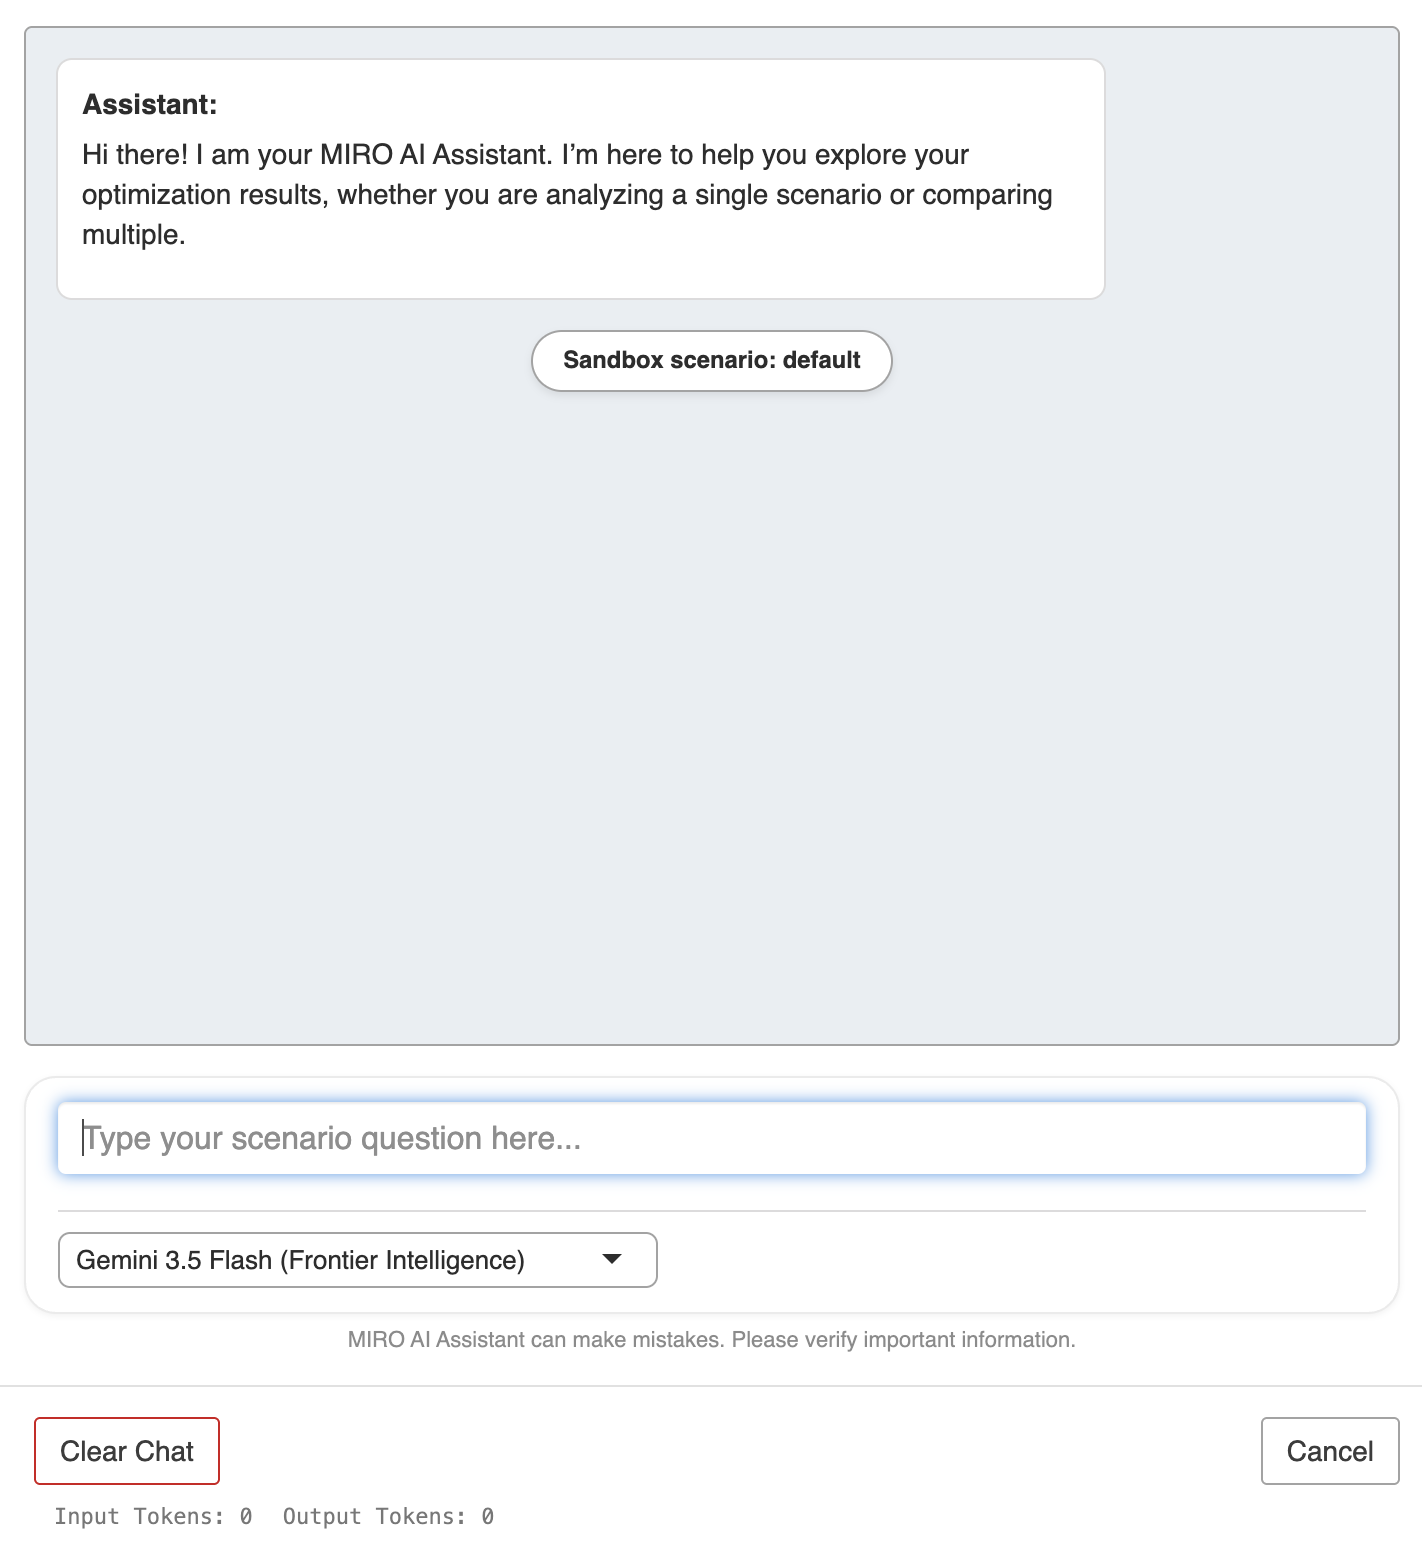 Assistant:
Hi there! I am your MIRO AI Assistant. I’m here to help you explore your
optimization results, whether you are analyzing a single scenario or comparing
multiple.
Sandbox scenario: default
Type your scenario question here...
Gemini 3.5 Flash (Frontier Intelligence)
MIRO AI Assistant can make mistakes. Please verify important information.
Clear Chat
Cancel
Input Tokens: 0 Output Tokens: 0